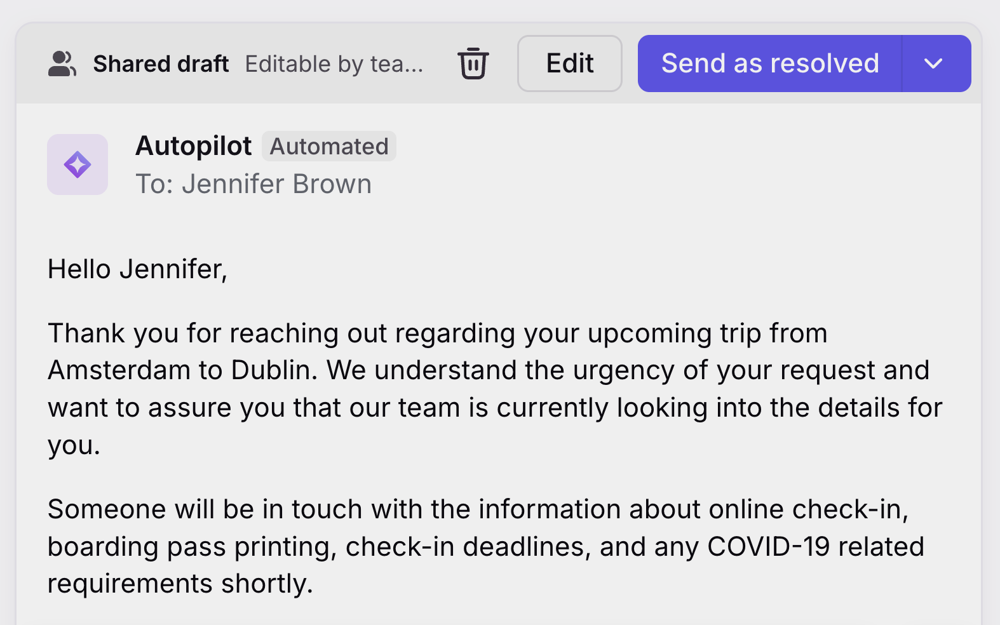 Shared draft Editable by tea...
Edit
Send as resolved
Autopilot Automated
To: Jennifer Brown
Hello Jennifer,
Thank you for reaching out regarding your upcoming trip from
Amsterdam to Dublin. We understand the urgency of your request and
want to assure you that our team is currently looking into the details for
you.
Someone will be in touch with the information about online check-in,
boarding pass printing, check-in deadlines, and any COVID-19 related
requirements shortly.